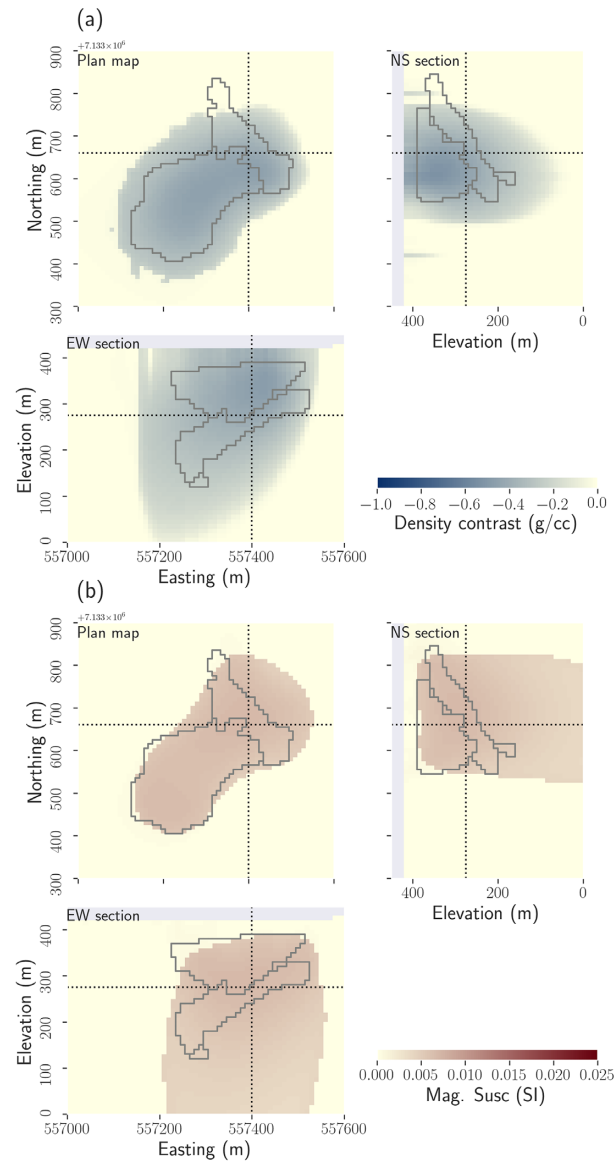 (a)
+7.133×10⁶
Plan map
NS section
900
800
700
600
500
400
300
Northing (m)
400
200
0
Elevation (m)
EW section
400
300
200
100
0
Elevation (m)
557000
557200
557400
557600
Easting (m)
−1.0
−0.8
−0.6
−0.4
−0.2
0.0
Density contrast (g/cc)
(b)
+7.133×10⁶
Plan map
NS section
900
800
700
600
500
400
300
Northing (m)
400
200
0
Elevation (m)
EW section
400
300
200
100
0
Elevation (m)
557000
557200
557400
557600
Easting (m)
0.000
0.005
0.010
0.015
0.020
0.025
Mag. Susc (SI)